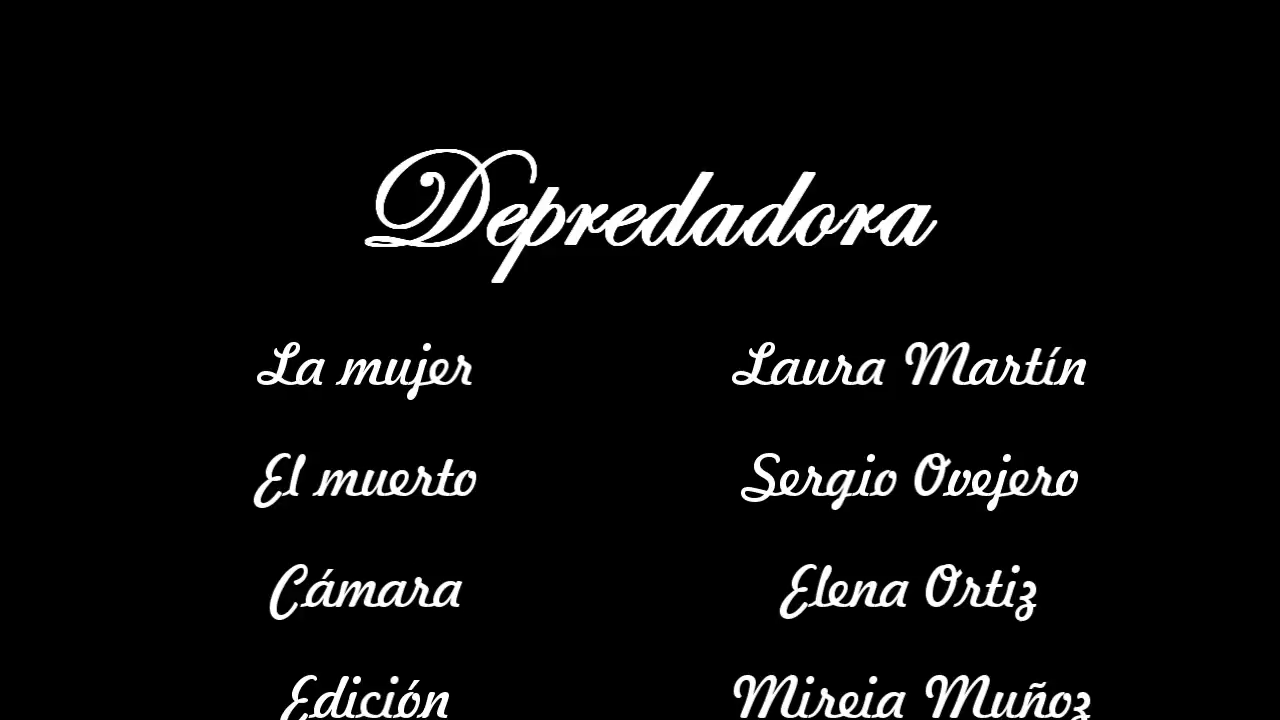 Depredadora
La mujer Laura Martín
El muerto Sergio Ovejero
Cámara Elena Ortiz
Edición Mireia Muñoz